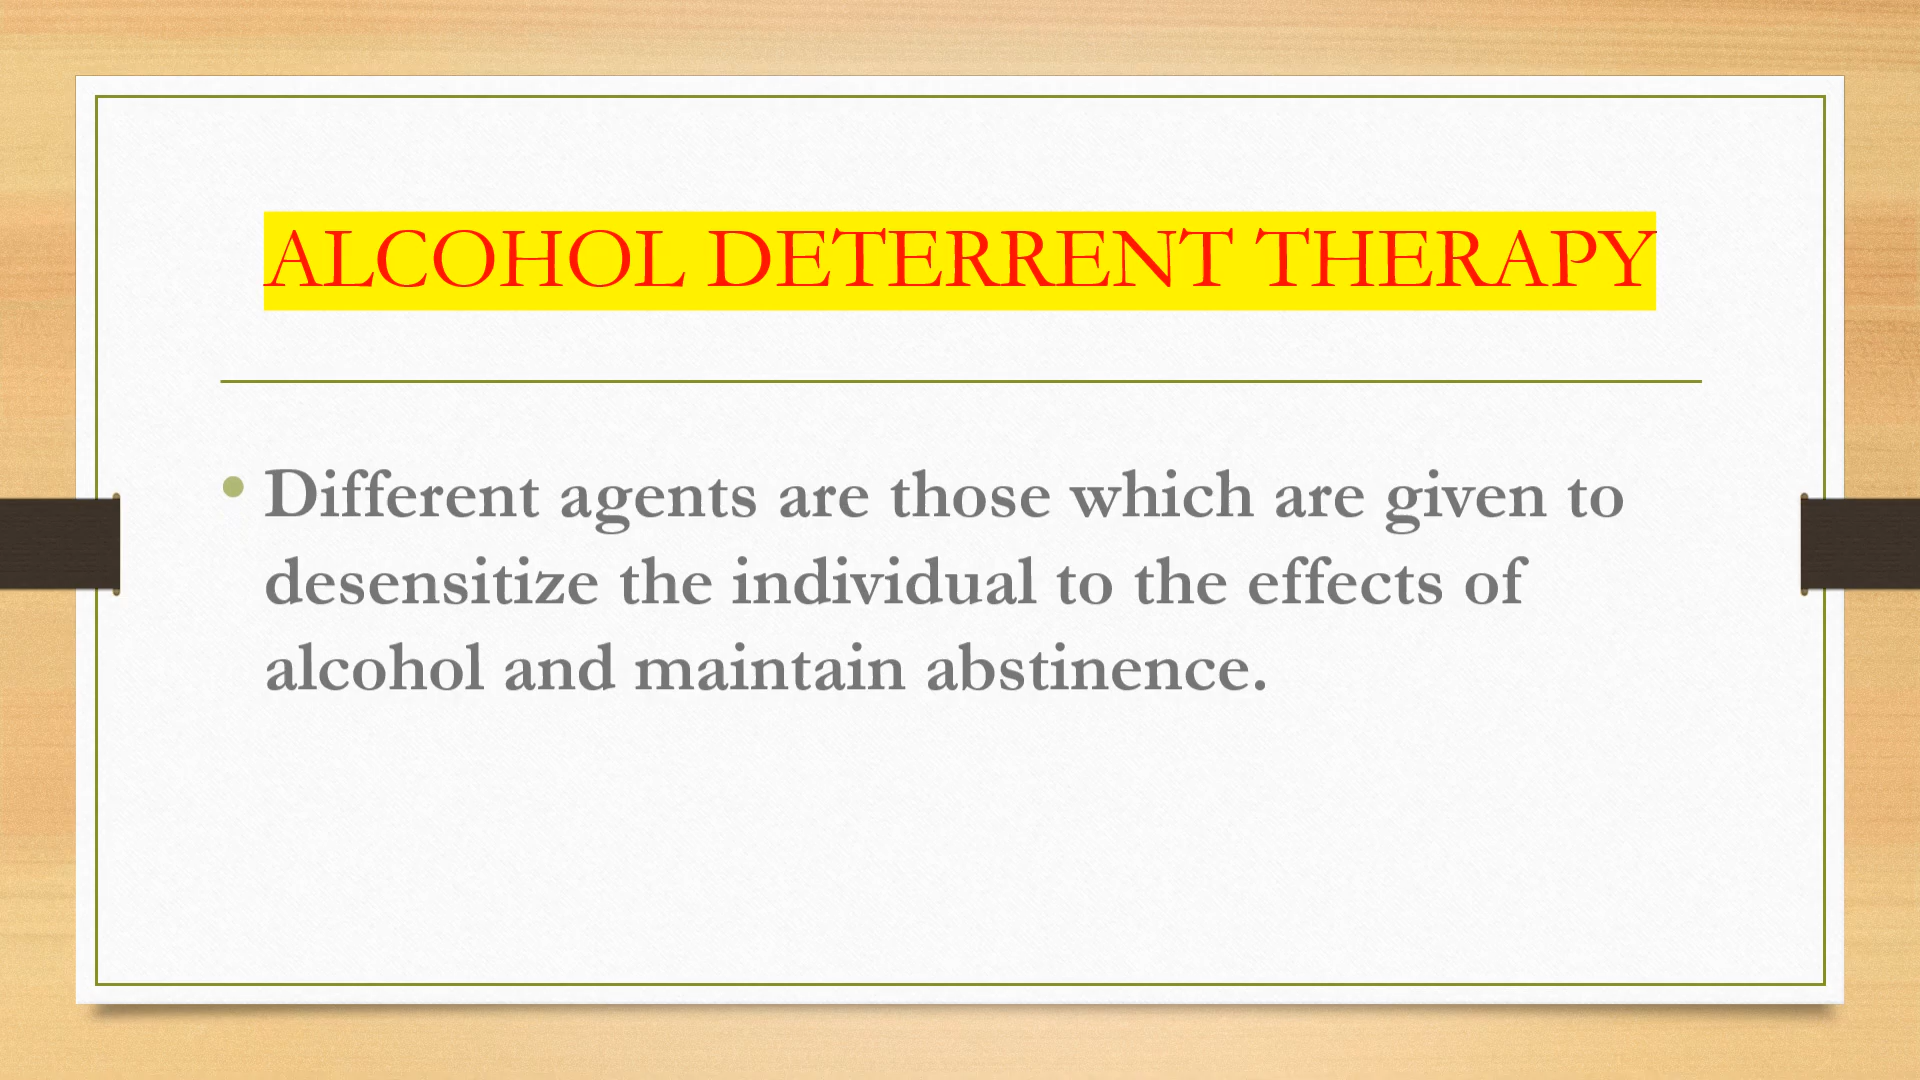 ALCOHOL DETERRENT THERAPY
• Different agents are those which are given to
desensitize the individual to the effects of
alcohol and maintain abstinence.